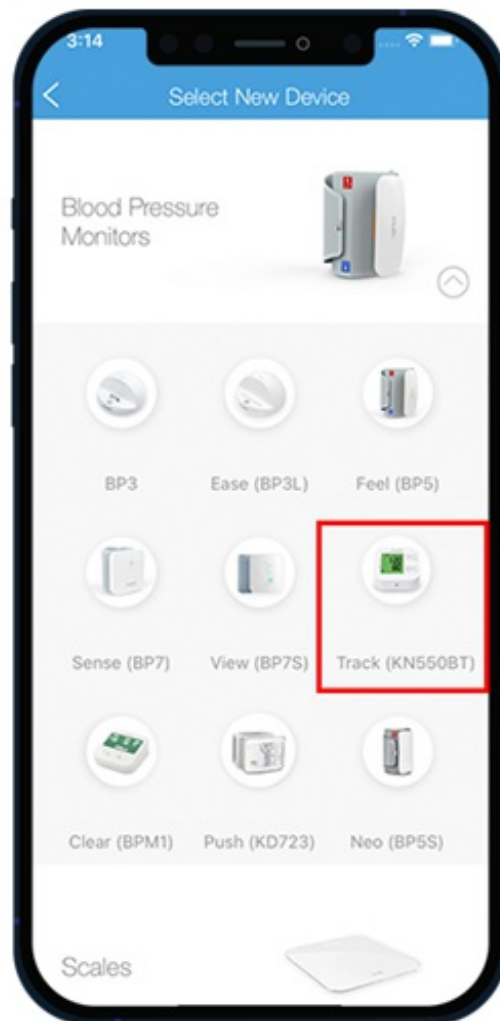 3:14
Select New Device
Blood Pressure
Monitors
BP3
Ease (BP3L)
Feel (BP5)
Sense (BP7)
View (BP7S)
Track (KN550BT)
Clear (BPM1)
Push (KD723)
Neo (BP5S)
Scales